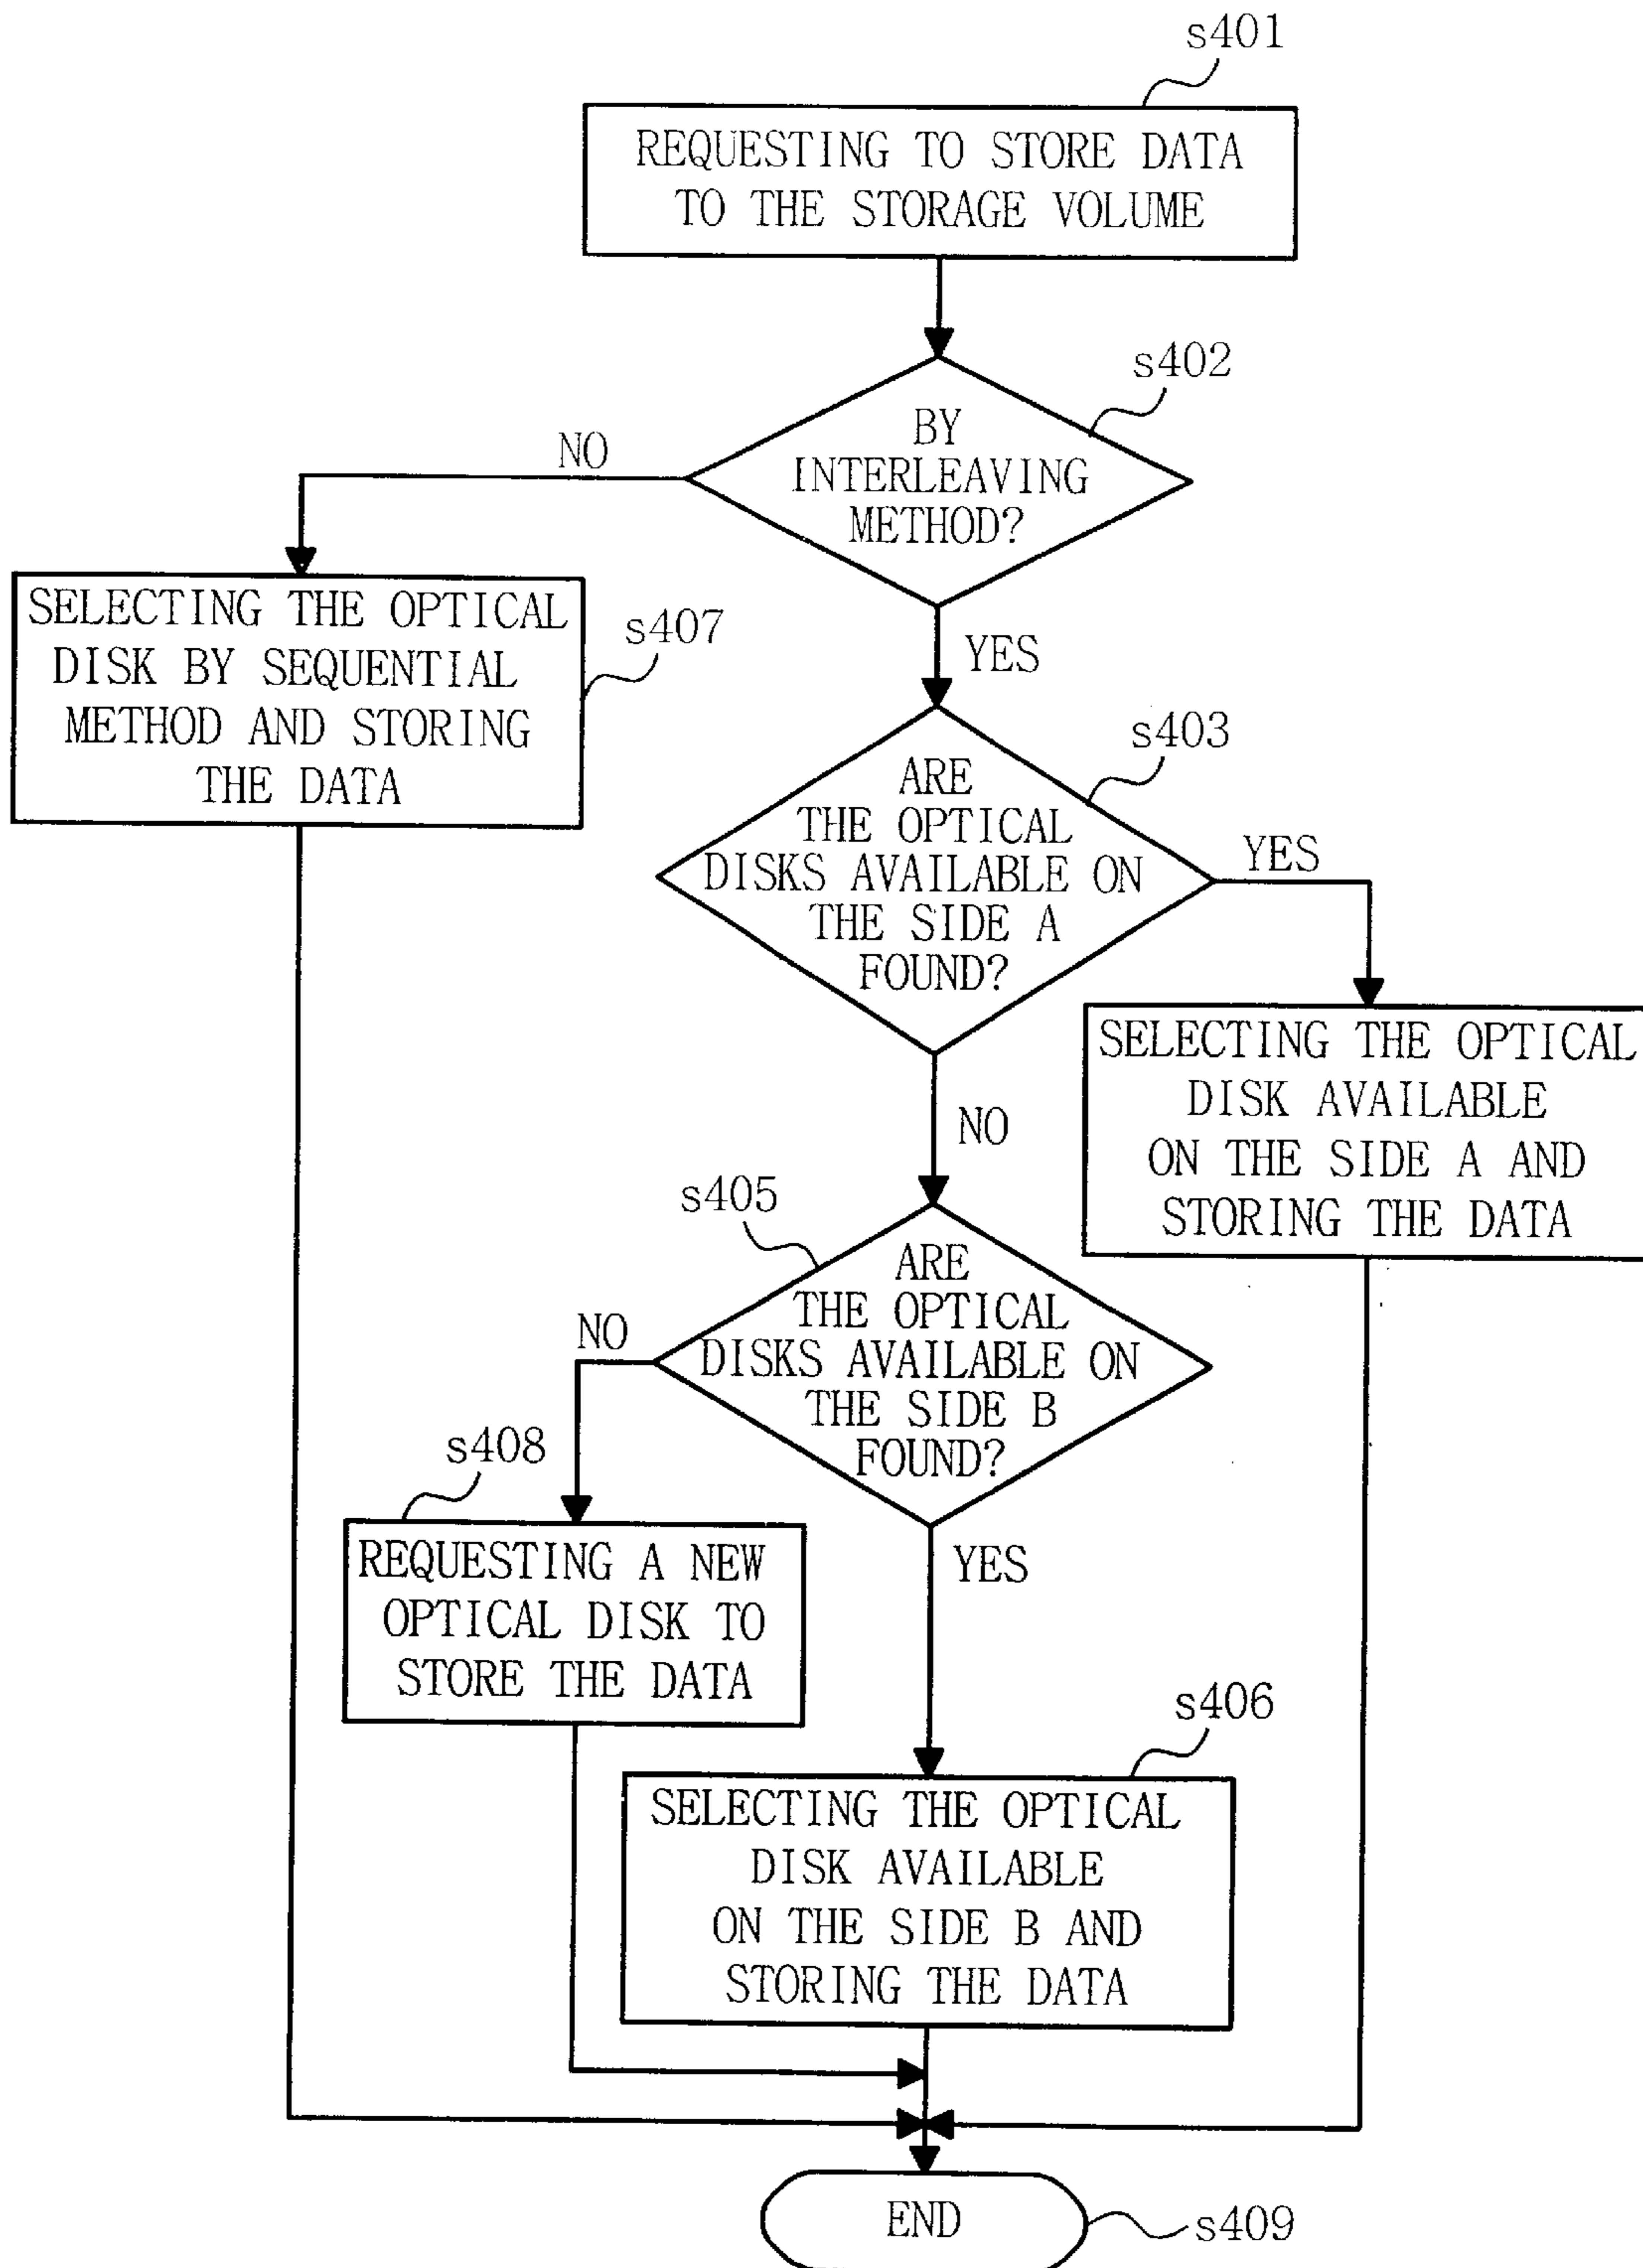 s401
REQUESTING TO STORE DATA
TO THE STORAGE VOLUME
s402
BY
INTERLEAVING
METHOD?
NO
YES
SELECTING THE OPTICAL
DISK BY SEQUENTIAL
METHOD AND STORING
THE DATA
s407
s403
ARE
THE OPTICAL
DISKS AVAILABLE ON
THE SIDE A
FOUND?
YES
NO
SELECTING THE OPTICAL
DISK AVAILABLE
ON THE SIDE A AND
STORING THE DATA
s405
ARE
THE OPTICAL
DISKS AVAILABLE ON
THE SIDE B
FOUND?
NO
YES
s408
REQUESTING A NEW
OPTICAL DISK TO
STORE THE DATA
s406
SELECTING THE OPTICAL
DISK AVAILABLE
ON THE SIDE B AND
STORING THE DATA
END
s409